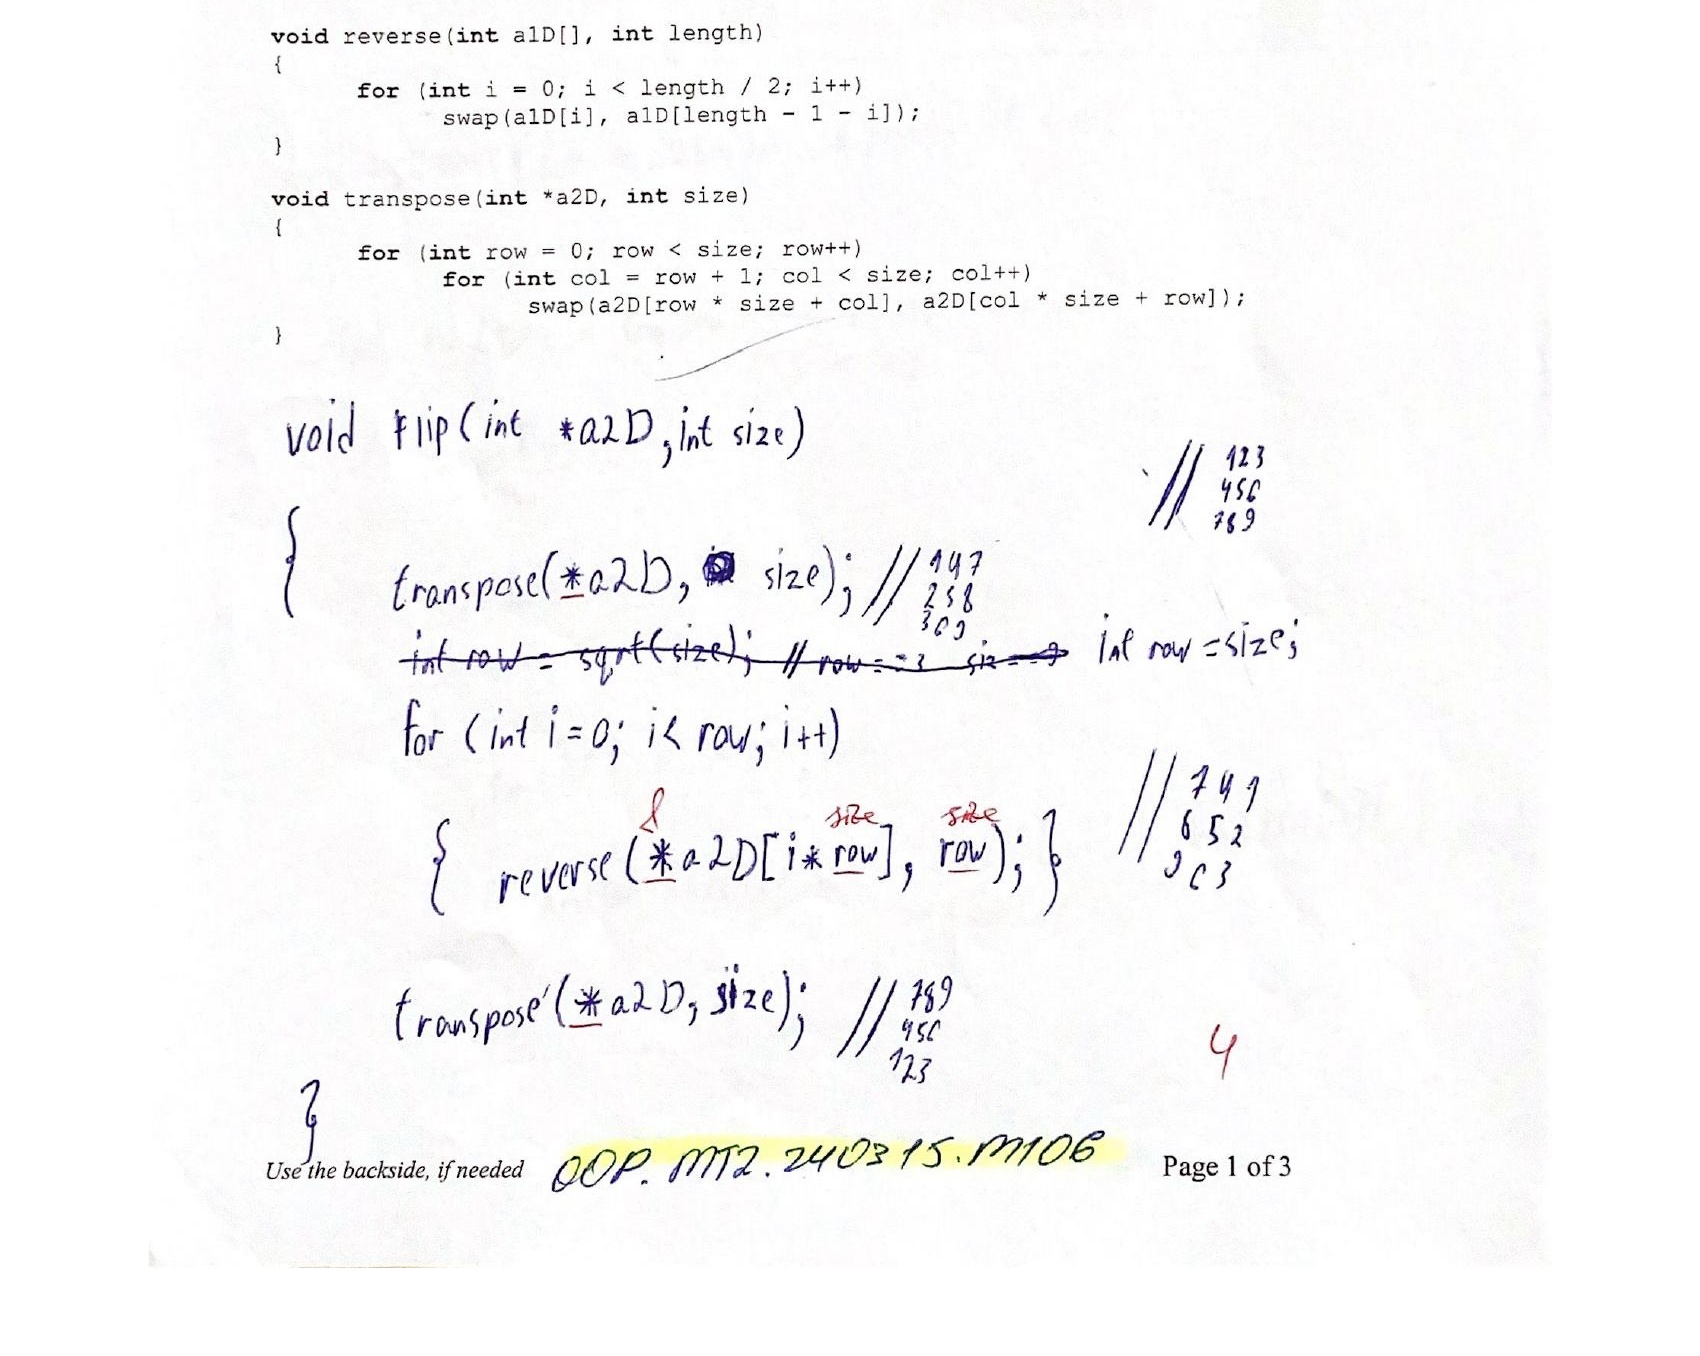 void reverse(int a1D[], int length)
{
for (int i = 0; i < length / 2; i++)
swap(a1D[i], a1D[length - 1 - i]);
}
void transpose(int *a2D, int size)
{
for (int row = 0; row < size; row++)
for (int col = row + 1; col < size; col++)
swap(a2D[row * size + col], a2D[col * size + row]);
}
void flip(int *a2D, int size)
// 123
456
789
{
transpose(*a2D, size); // 147
258
369
int row = sqrt(size); // row == 3 size == 9 int row = size;
for (int i = 0; i < row; i++)
& size size
{ reverse(*a2D[i * row], row); } // 741
652
963
transpose(*a2D, size); // 789
456
123
4
}
Use the backside, if needed OOP.MT2.240315.M106 Page 1 of 3